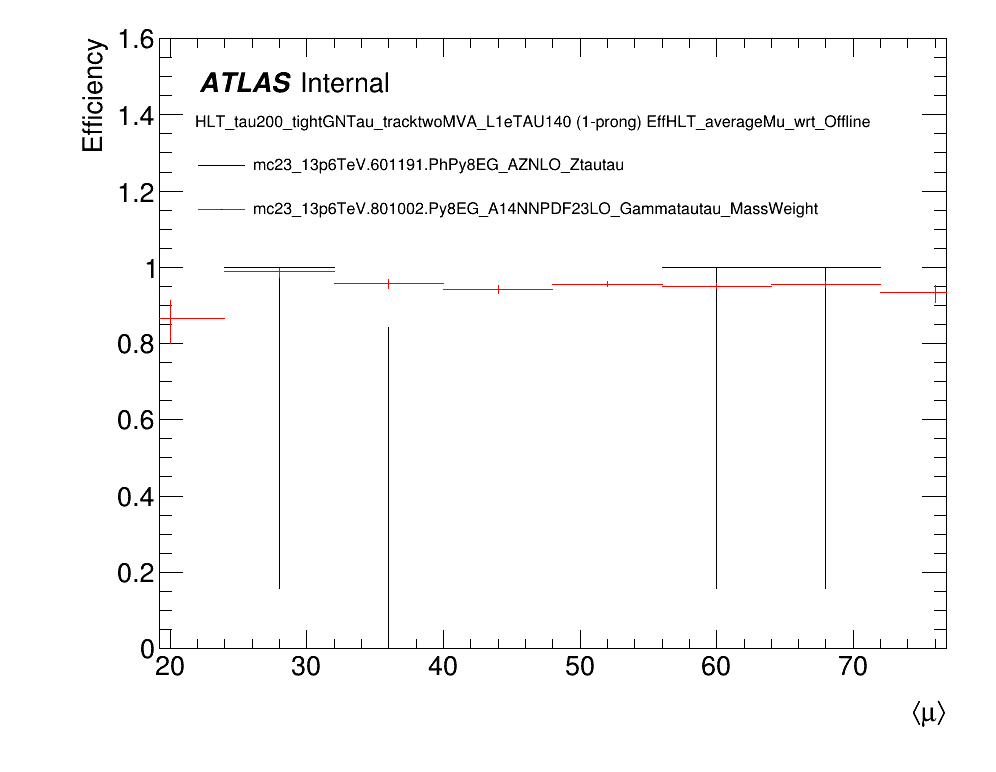 Efficiency
1.6
1.4
1.2
1
0.8
0.6
0.4
0.2
0
ATLAS Internal
HLT_tau200_tightGNTau_tracktwoMVA_L1eTAU140 (1-prong) EffHLT_averageMu_wrt_Offline
mc23_13p6TeV.601191.PhPy8EG_AZNLO_Ztautau
mc23_13p6TeV.801002.Py8EG_A14NNPDF23LO_Gammatautau_MassWeight
20 30 40 50 60 70
⟨μ⟩